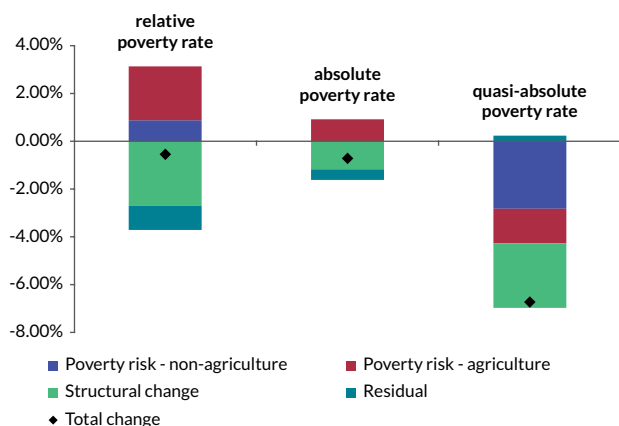 relative
poverty rate
absolute
poverty rate
quasi-absolute
poverty rate
4.00%
2.00%
0.00%
-2.00%
-4.00%
-6.00%
-8.00%
Poverty risk - non-agriculture
Poverty risk - agriculture
Structural change
Residual
Total change